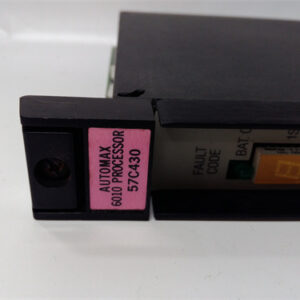 AUTOMAX
6010 PROCESSOR
57C430
FAULT
CODE
BAT.